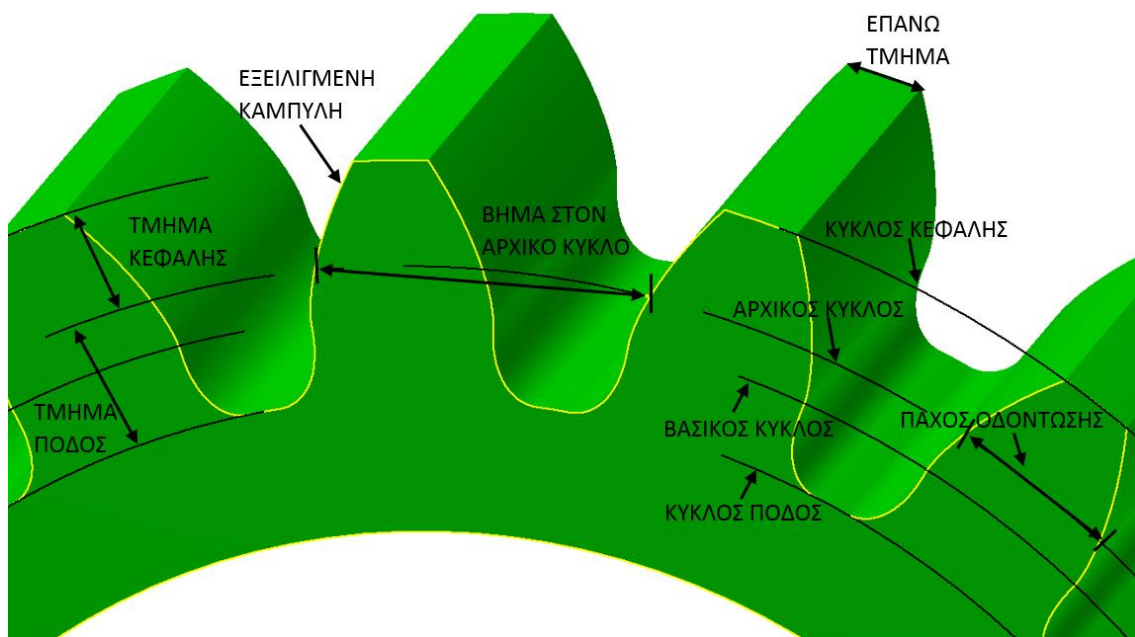 ΕΠΑΝΩ
ΤΜΗΜΑ
ΕΞΕΙΛΙΓΜΕΝΗ
ΚΑΜΠΥΛΗ
ΤΜΗΜΑ
ΚΕΦΑΛΗΣ
ΒΗΜΑ ΣΤΟΝ
ΑΡΧΙΚΟ ΚΥΚΛΟ
ΚΥΚΛΟΣ ΚΕΦΑΛΗΣ
ΑΡΧΙΚΟΣ ΚΥΚΛΟΣ
ΤΜΗΜΑ
ΠΟΔΟΣ
ΒΑΣΙΚΟΣ ΚΥΚΛΟΣ
ΠΑΧΟΣ ΟΔΟΝΤΩΣΗΣ
ΚΥΚΛΟΣ ΠΟΔΟΣ